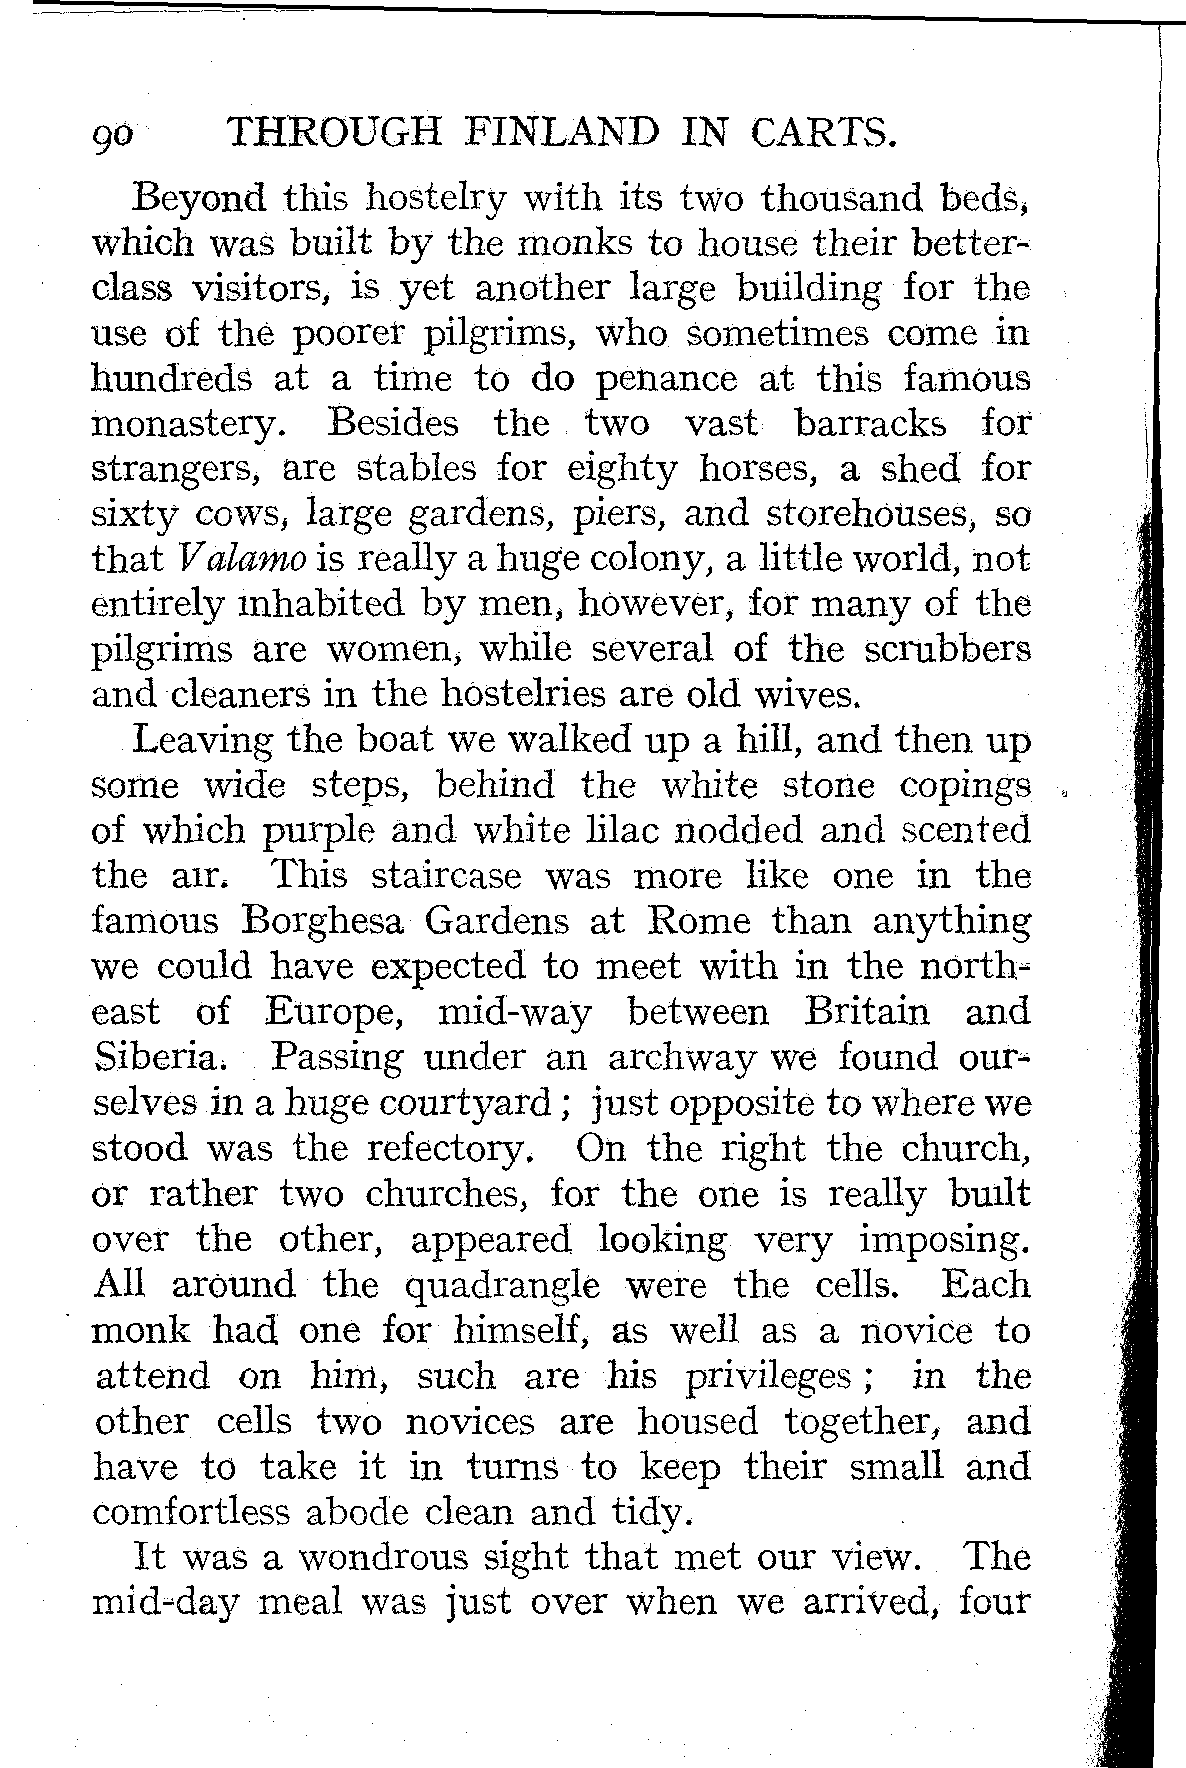 90 THROUGH FINLAND IN CARTS.
Beyond this hostelry with its two thousand beds,
which was built by the monks to house their better-
class visitors, is yet another large building for the
use of the poorer pilgrims, who sometimes come in
hundreds at a time to do penance at this famous
monastery. Besides the two vast barracks for
strangers, are stables for eighty horses, a shed for
sixty cows, large gardens, piers, and storehouses, so
that Valamo is really a huge colony, a little world, not
entirely inhabited by men, however, for many of the
pilgrims are women, while several of the scrubbers
and cleaners in the hostelries are old wives.
Leaving the boat we walked up a hill, and then up
some wide steps, behind the white stone copings
of which purple and white lilac nodded and scented
the air. This staircase was more like one in the
famous Borghesa Gardens at Rome than anything
we could have expected to meet with in the north-
east of Europe, mid-way between Britain and
Siberia. Passing under an archway we found our-
selves in a huge courtyard ; just opposite to where we
stood was the refectory. On the right the church,
or rather two churches, for the one is really built
over the other, appeared looking very imposing.
All around the quadrangle were the cells. Each
monk had one for himself, as well as a novice to
attend on him, such are his privileges ; in the
other cells two novices are housed together, and
have to take it in turns to keep their small and
comfortless abode clean and tidy.
It was a wondrous sight that met our view. The
mid-day meal was just over when we arrived, four